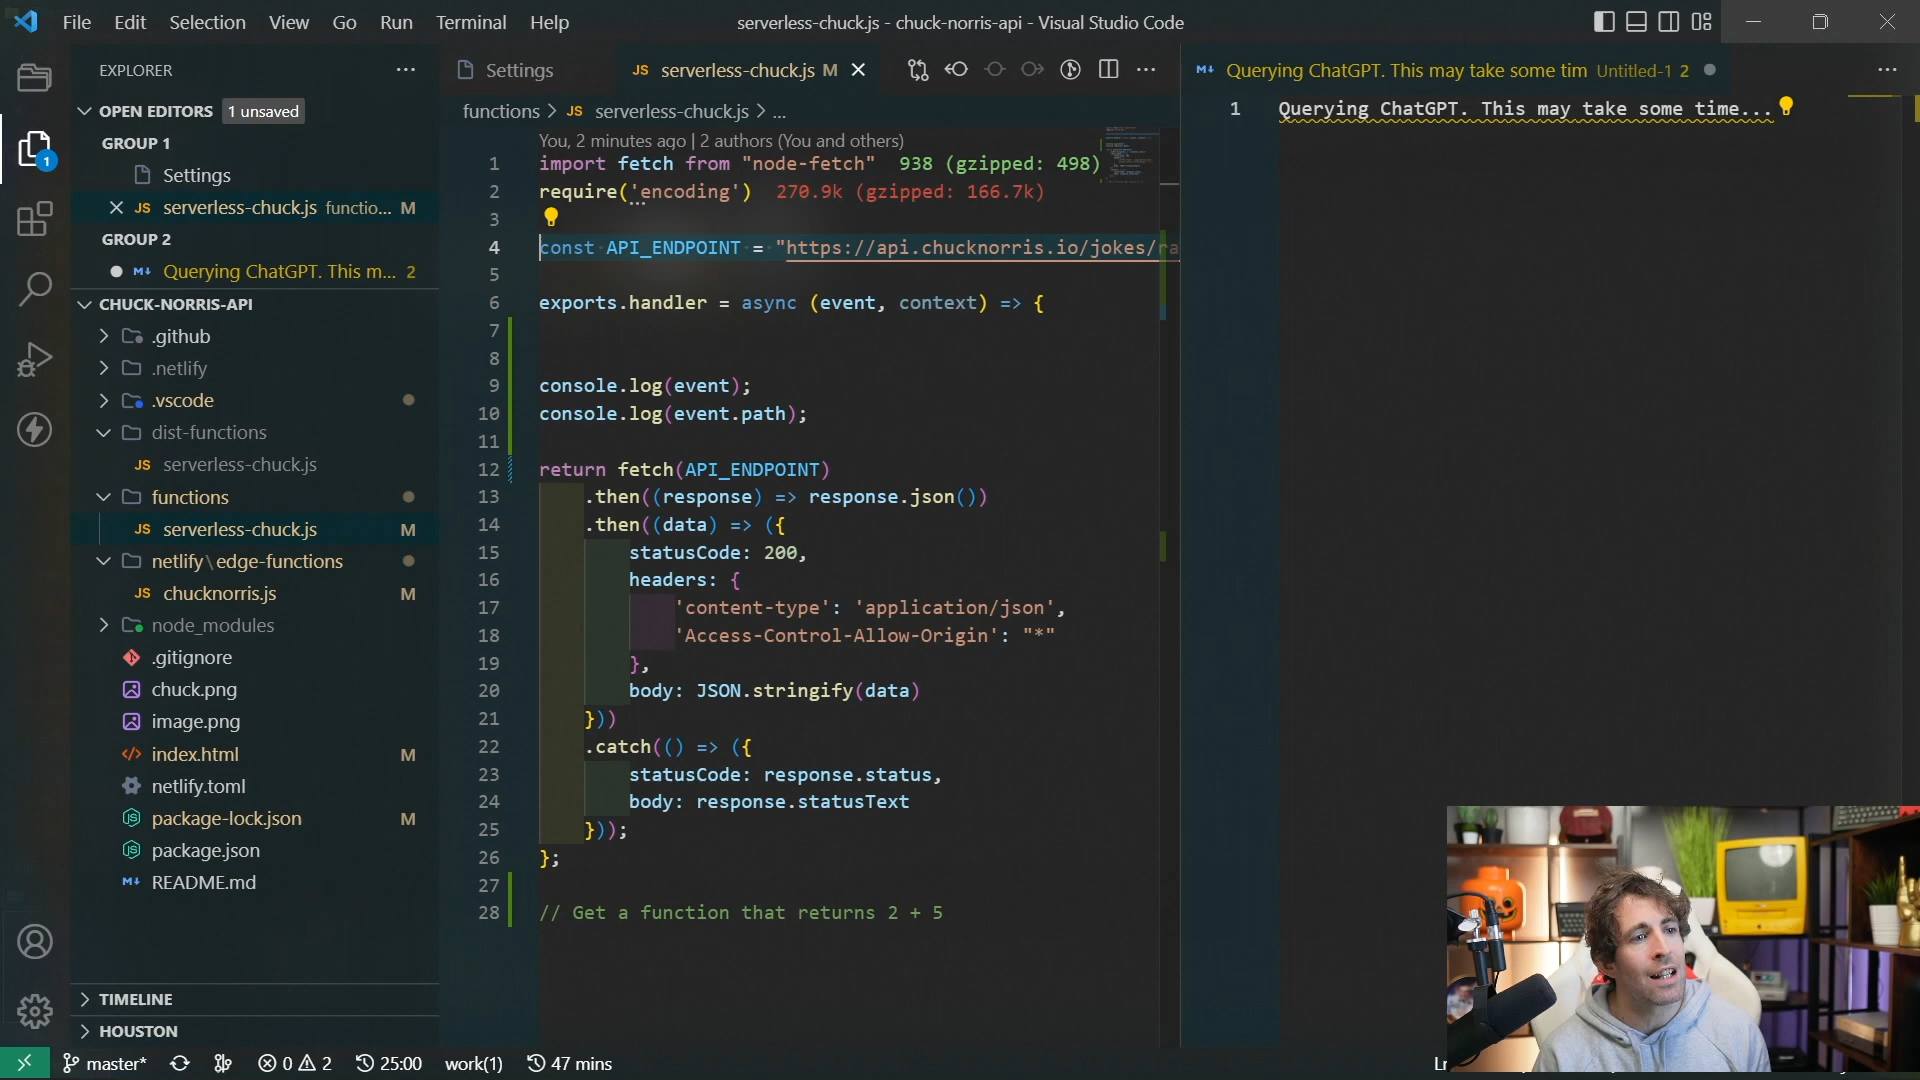 File Edit Selection View Go Run Terminal Help
serverless-chuck.js - chuck-norris-api - Visual Studio Code
EXPLORER
OPEN EDITORS 1 unsaved
GROUP 1
Settings
JS serverless-chuck.js functio... M
GROUP 2
Querying ChatGPT. This m... 2
CHUCK-NORRIS-API
.github
.netlify
.vscode
dist-functions
JS serverless-chuck.js
functions
JS serverless-chuck.js M
netlify\edge-functions
JS chucknorris.js M
node_modules
.gitignore
chuck.png
image.png
index.html M
netlify.toml
package-lock.json M
package.json
README.md
TIMELINE
HOUSTON
1
Settings
JS serverless-chuck.js M
functions > JS serverless-chuck.js > ...
You, 2 minutes ago | 2 authors (You and others)
1 import fetch from "node-fetch" 938 (gzipped: 498)
2 require('encoding') 270.9k (gzipped: 166.7k)
3
4 const API_ENDPOINT = "https://api.chucknorris.io/jokes/ra
5
6 exports.handler = async (event, context) => {
7
8
9 console.log(event);
10 console.log(event.path);
11
12 return fetch(API_ENDPOINT)
13 .then((response) => response.json())
14 .then((data) => ({
15 statusCode: 200,
16 headers: {
17 'content-type': 'application/json',
18 'Access-Control-Allow-Origin': "*"
19 },
20 body: JSON.stringify(data)
21 }))
22 .catch(() => ({
23 statusCode: response.status,
24 body: response.statusText
25 }));
26 };
27
28 // Get a function that returns 2 + 5
Querying ChatGPT. This may take some tim Untitled-1 2
1 Querying ChatGPT. This may take some time...
master* 0 2 25:00 work(1) 47 mins